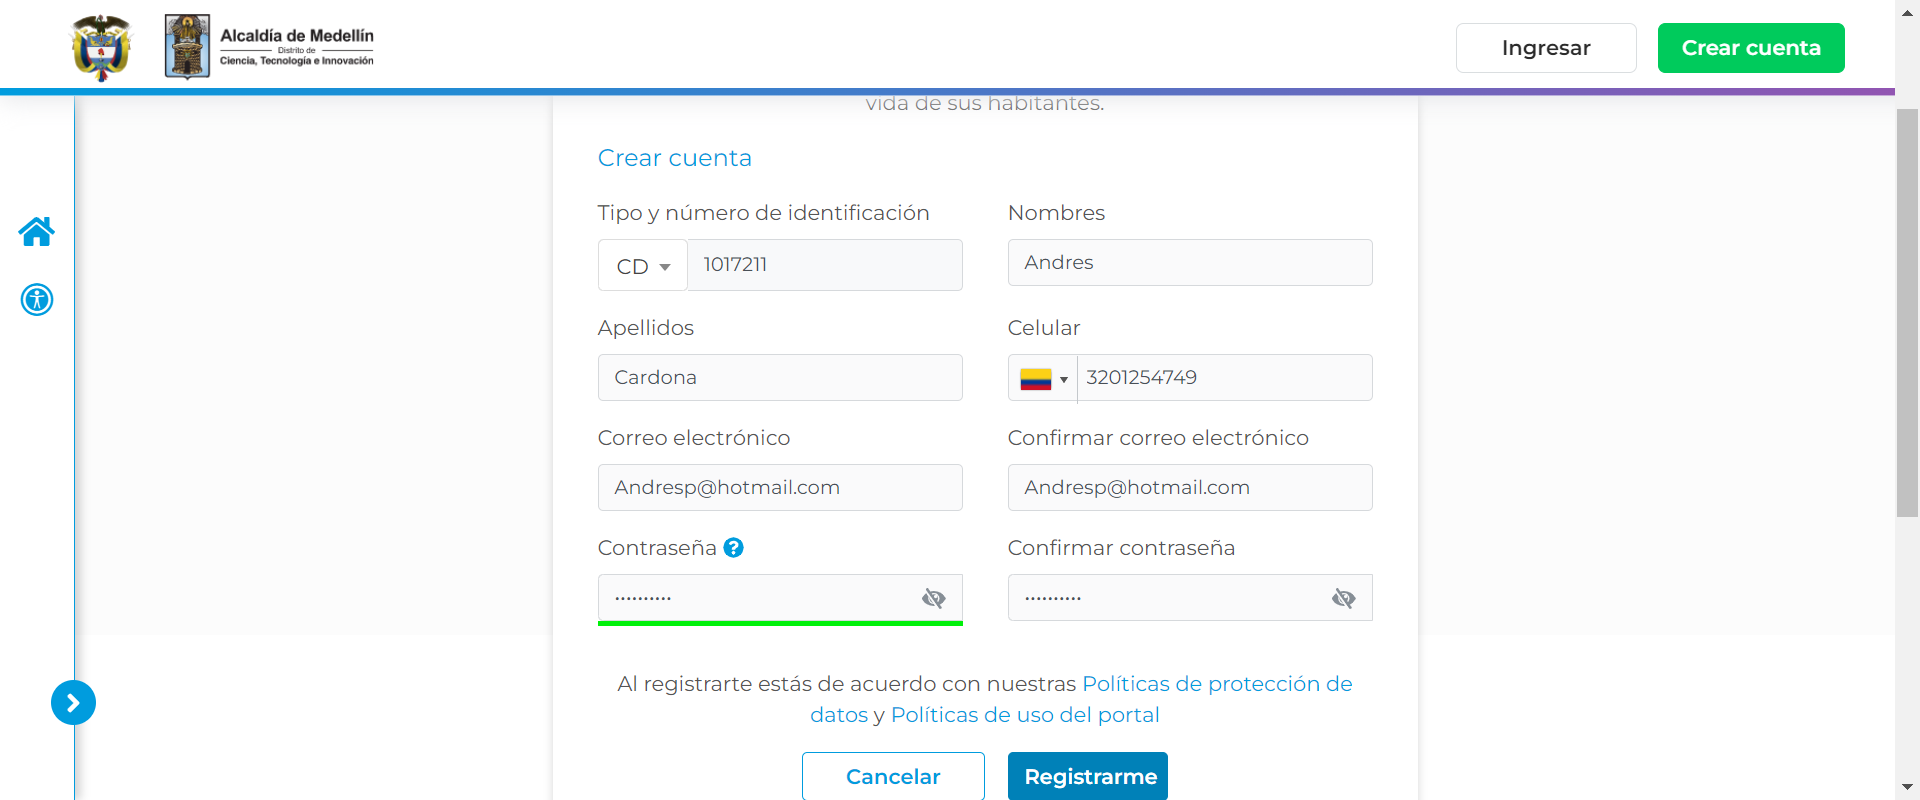 Alcaldía de Medellín
Distrito de
Ciencia, Tecnología e Innovación
Ingresar
Crear cuenta
vida de sus habitantes.
Crear cuenta
Tipo y número de identificación
Nombres
CD
1017211
Andres
Apellidos
Celular
Cardona
3201254749
Correo electrónico
Confirmar correo electrónico
Andresp@hotmail.com
Andresp@hotmail.com
Contraseña ?
Confirmar contraseña
··········
··········
Al registrarte estás de acuerdo con nuestras Políticas de protección de
datos y Políticas de uso del portal
Cancelar
Registrarme